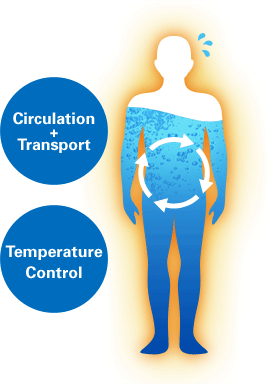 Circulation
+
Transport
Temperature
Control